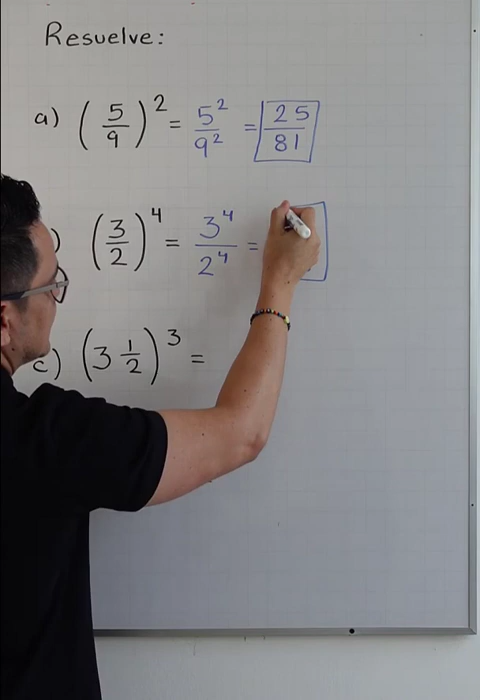 Resuelve:
a) (5/9)² = 5²/9² = 25/81
) (3/2)⁴ = 3⁴/2⁴ =
c) (3 1/2)³ =